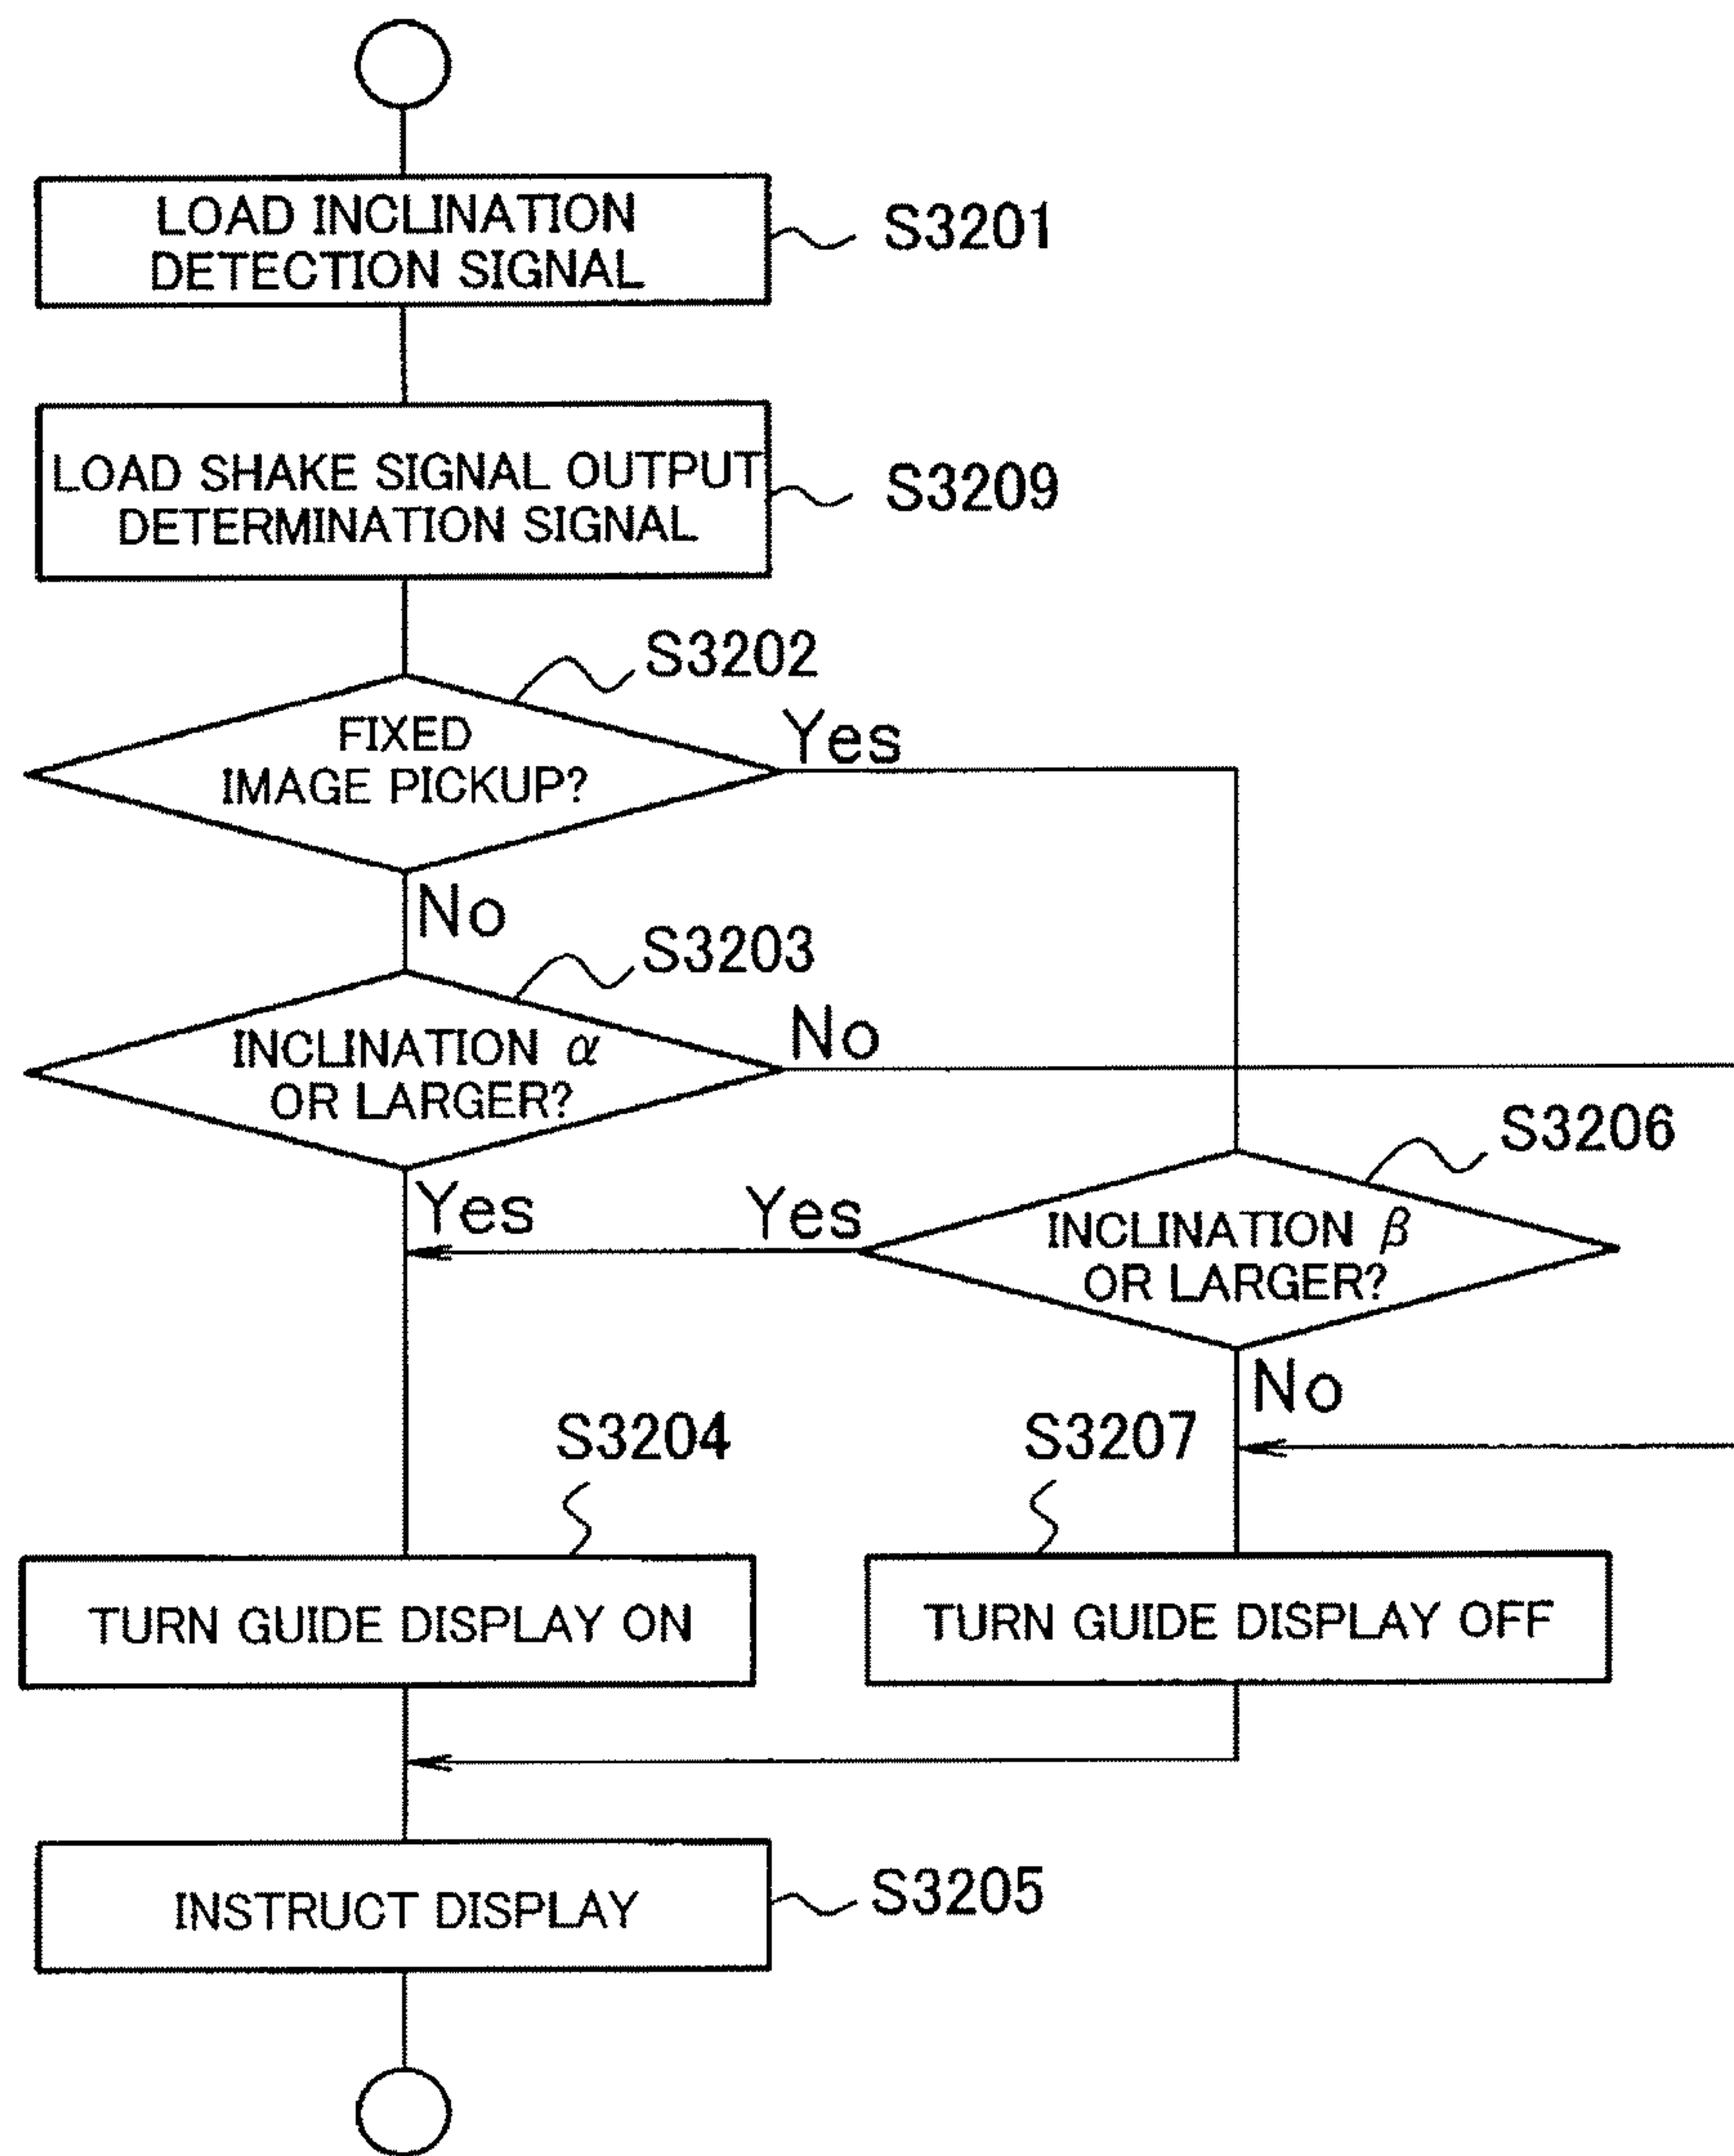 LOAD INCLINATION
DETECTION SIGNAL
S3201
LOAD SHAKE SIGNAL OUTPUT
DETERMINATION SIGNAL
S3209
S3202
FIXED
IMAGE PICKUP?
Yes
No
S3203
INCLINATION α
OR LARGER?
No
Yes
S3206
INCLINATION β
OR LARGER?
Yes
No
S3204
TURN GUIDE DISPLAY ON
S3207
TURN GUIDE DISPLAY OFF
INSTRUCT DISPLAY
S3205